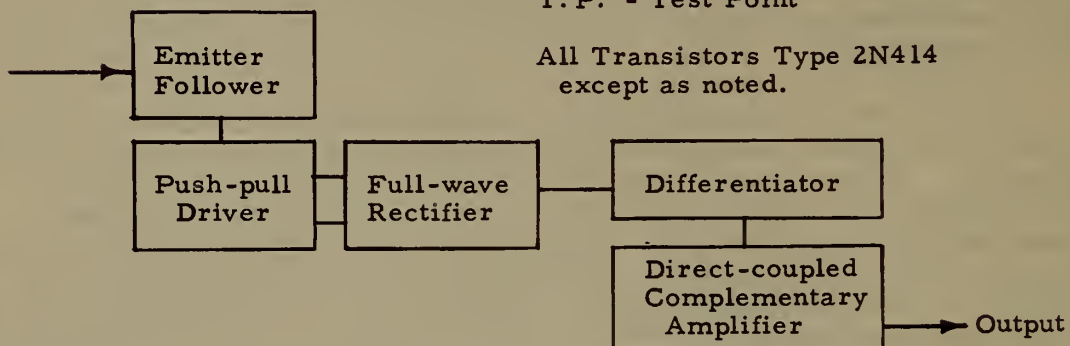 T.P. - Test Point
All Transistors Type 2N414
except as noted.
Emitter
Follower
Push-pull
Driver
Full-wave
Rectifier
Differentiator
Direct-coupled
Complementary
Amplifier
Output